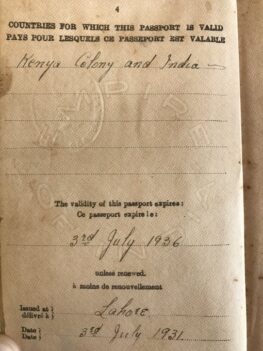 4
COUNTRIES FOR WHICH THIS PASSPORT IS VALID
PAYS POUR LESQUELS CE PASSEPORT EST VALABLE
Kenya Colony and India
The validity of this passport expires:
Ce passeport expire le:
3rd July 1936
unless renewed.
à moins de renouvellement
Issued at
délivré à
Lahore
Date
Date
3rd July 1931